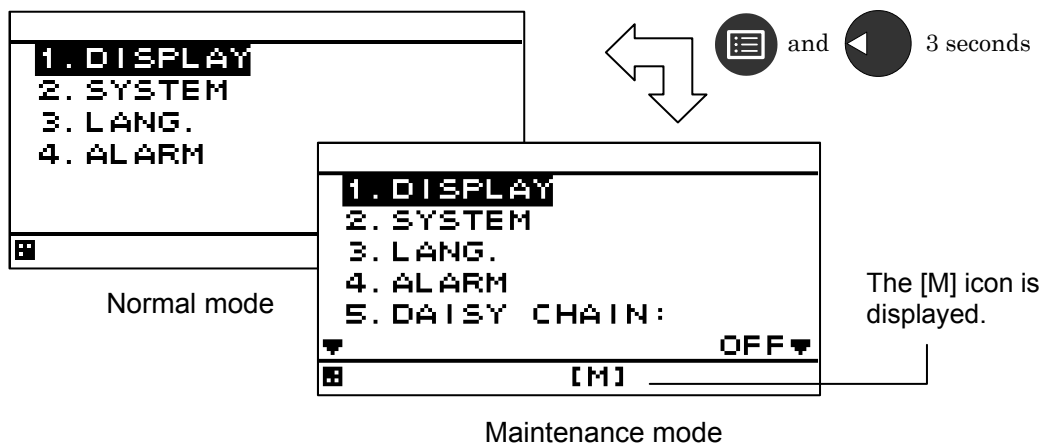 1.DISPLAY
2.SYSTEM
3.LANG.
4.ALARM
Normal mode
and
3 seconds
1.DISPLAY
2.SYSTEM
3.LANG.
4.ALARM
5.DAISY CHAIN:
OFF
[M]
The [M] icon is
displayed.
Maintenance mode